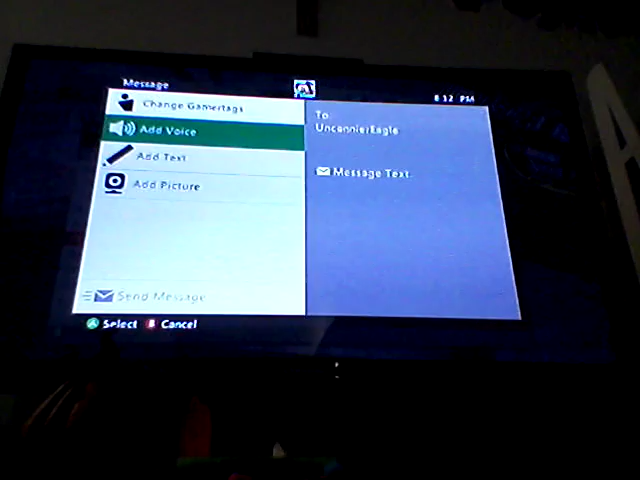 Message
8 12 PM
Change Gamertags
Add Voice
Add Text
Add Picture
Send Message
To
UncannierEagle
Message Text
A Select B Cancel